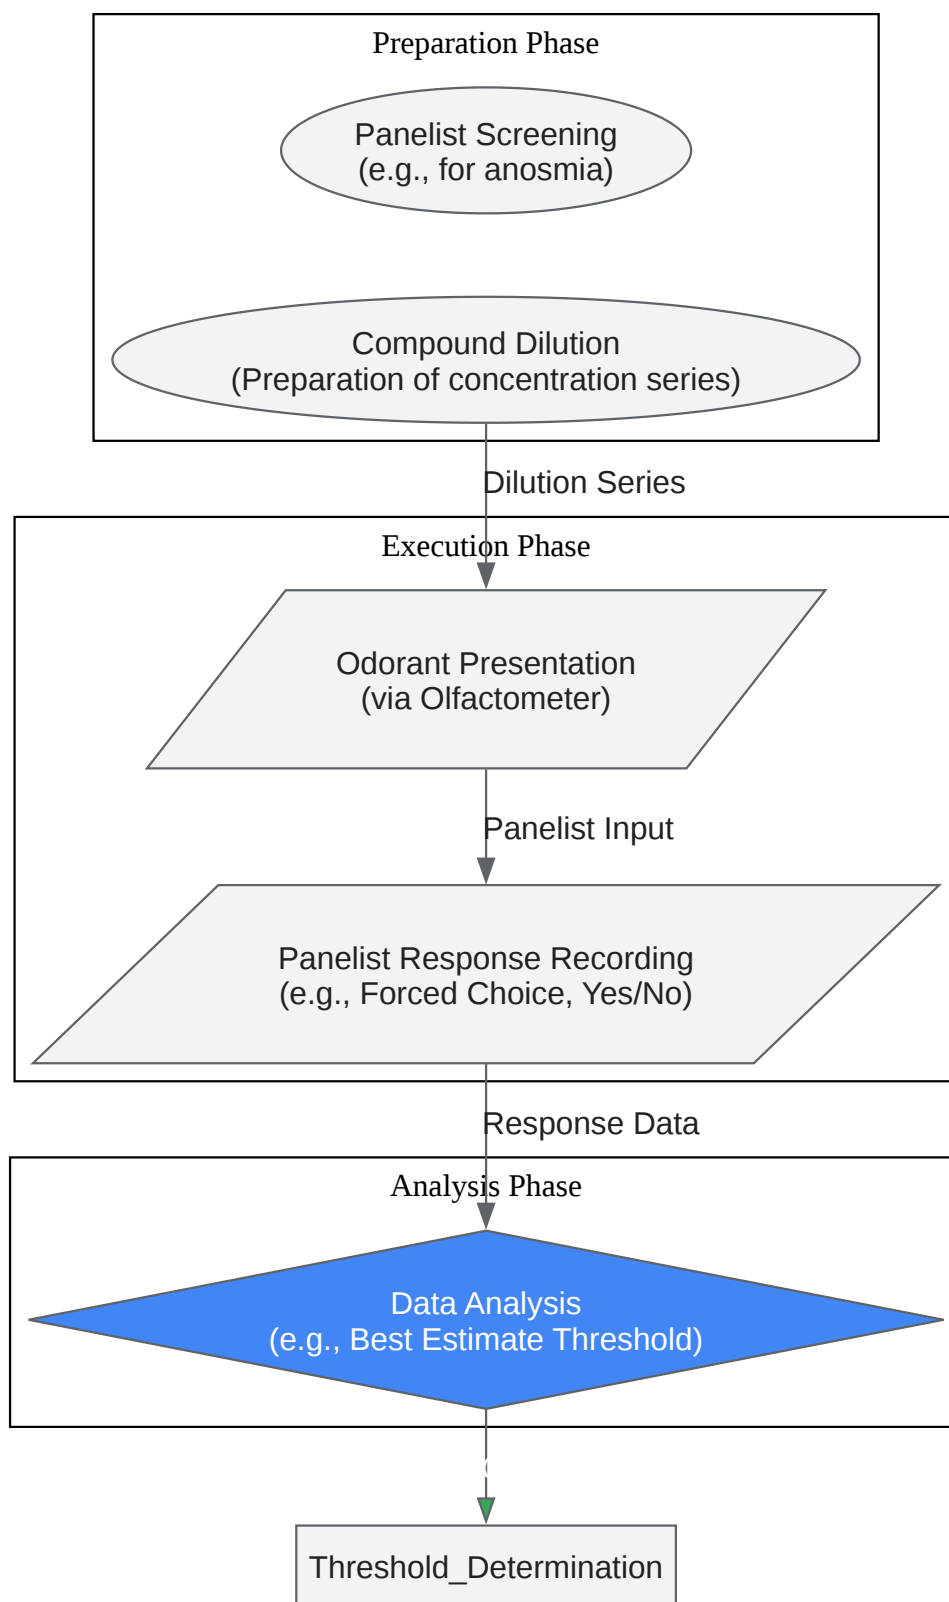 Preparation Phase
Panelist Screening
(e.g., for anosmia)
Compound Dilution
(Preparation of concentration series)
Dilution Series
Execution Phase
Odorant Presentation
(via Olfactometer)
Panelist Input
Panelist Response Recording
(e.g., Forced Choice, Yes/No)
Response Data
Analysis Phase
Data Analysis
(e.g., Best Estimate Threshold)
Threshold_Determination